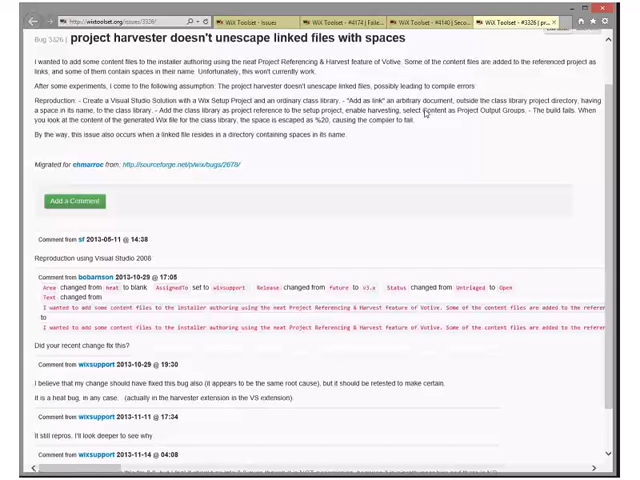 http://wixtoolset.org/issues/3326/
WiX Toolset - Issues
WiX Toolset - #4174 | Faile...
WiX Toolset - #4140 | Seco...
WiX Toolset - #3326 | pr...
Bug 3326 | project harvester doesn't unescape linked files with spaces
I wanted to add some content files to the installer authoring using the neat Project Referencing & Harvest feature of Votive. Some of the content files are added to the referenced project as
links, and some of them contain spaces in their name. Unfortunately, this won't currently work.
After some experiments, I come to the following assumption: The project harvester doesn't unescape linked files, possibly leading to compile errors
Reproduction: - Create a Visual Studio Solution with a Wix Setup Project and an ordinary class library. - "Add as link" an arbitrary document, outside the class library project directory, having
a space in its name, to the class library. - Add the class library as project reference to the setup project, enable harvesting, select Content as Project Output Groups. - The build fails. When
you look at the content of the generated Wix file for the class library, the space is escaped as %20, causing the compiler to fail.
By the way, this issue also occurs when a linked file resides in a directory containing spaces in its name.
Migrated for chmarroc from: http://sourceforge.net/p/wix/bugs/2678/
Add a Comment
Comment from sf 2013-05-11 @ 14:38
Reproduction using Visual Studio 2008
Comment from bobarnson 2013-10-29 @ 17:05
Area changed from heat to blank AssignedTo set to wixsupport Release changed from future to v3.x Status changed from Untriaged to Open
Text changed from
I wanted to add some content files to the installer authoring using the neat Project Referencing & Harvest feature of Votive. Some of the content files are added to the referen
to
I wanted to add some content files to the installer authoring using the neat Project Referencing & Harvest feature of Votive. Some of the content files are added to the referen
Did your recent change fix this?
Comment from wixsupport 2013-10-29 @ 19:30
I believe that my change should have fixed this bug also (it appears to be the same root cause), but it should be retested to make certain.
It is a heat bug, in any case. (actually in the harvester extension in the VS extension).
Comment from wixsupport 2013-11-11 @ 17:34
It still repros. I'll look deeper to see why.
Comment from wixsupport 2013-11-14 @ 04:08